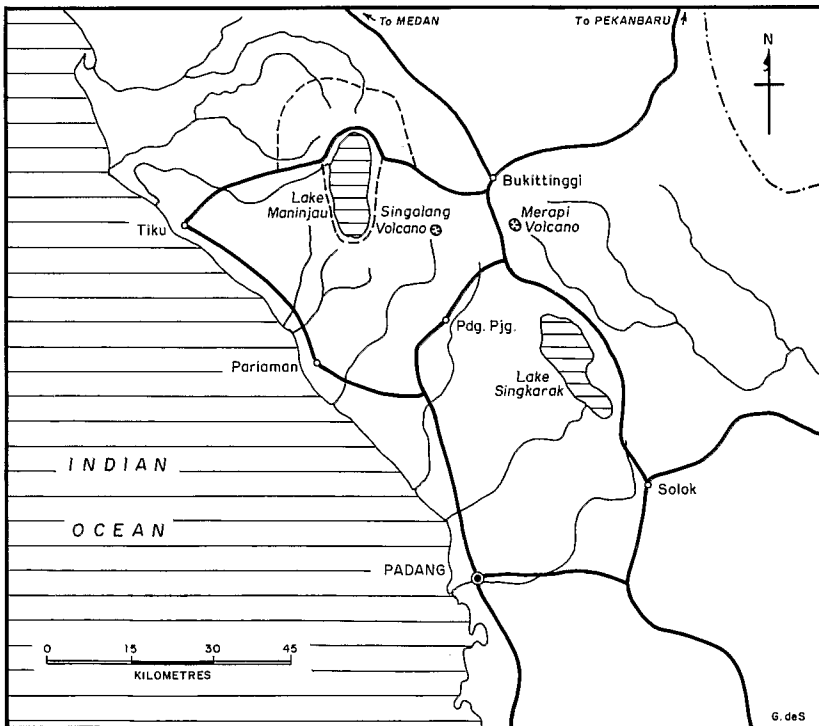 To MEDAN
To PEKANBARU
N
Bukittinggi
Lake
Maninjau
Singalang
Volcano
Merapi
Volcano
Tiku
Pdg. Pjg.
Pariaman
Lake
Singkarak
INDIAN
OCEAN
Solok
PADANG
0 15 30 45
KILOMETRES
G. deS